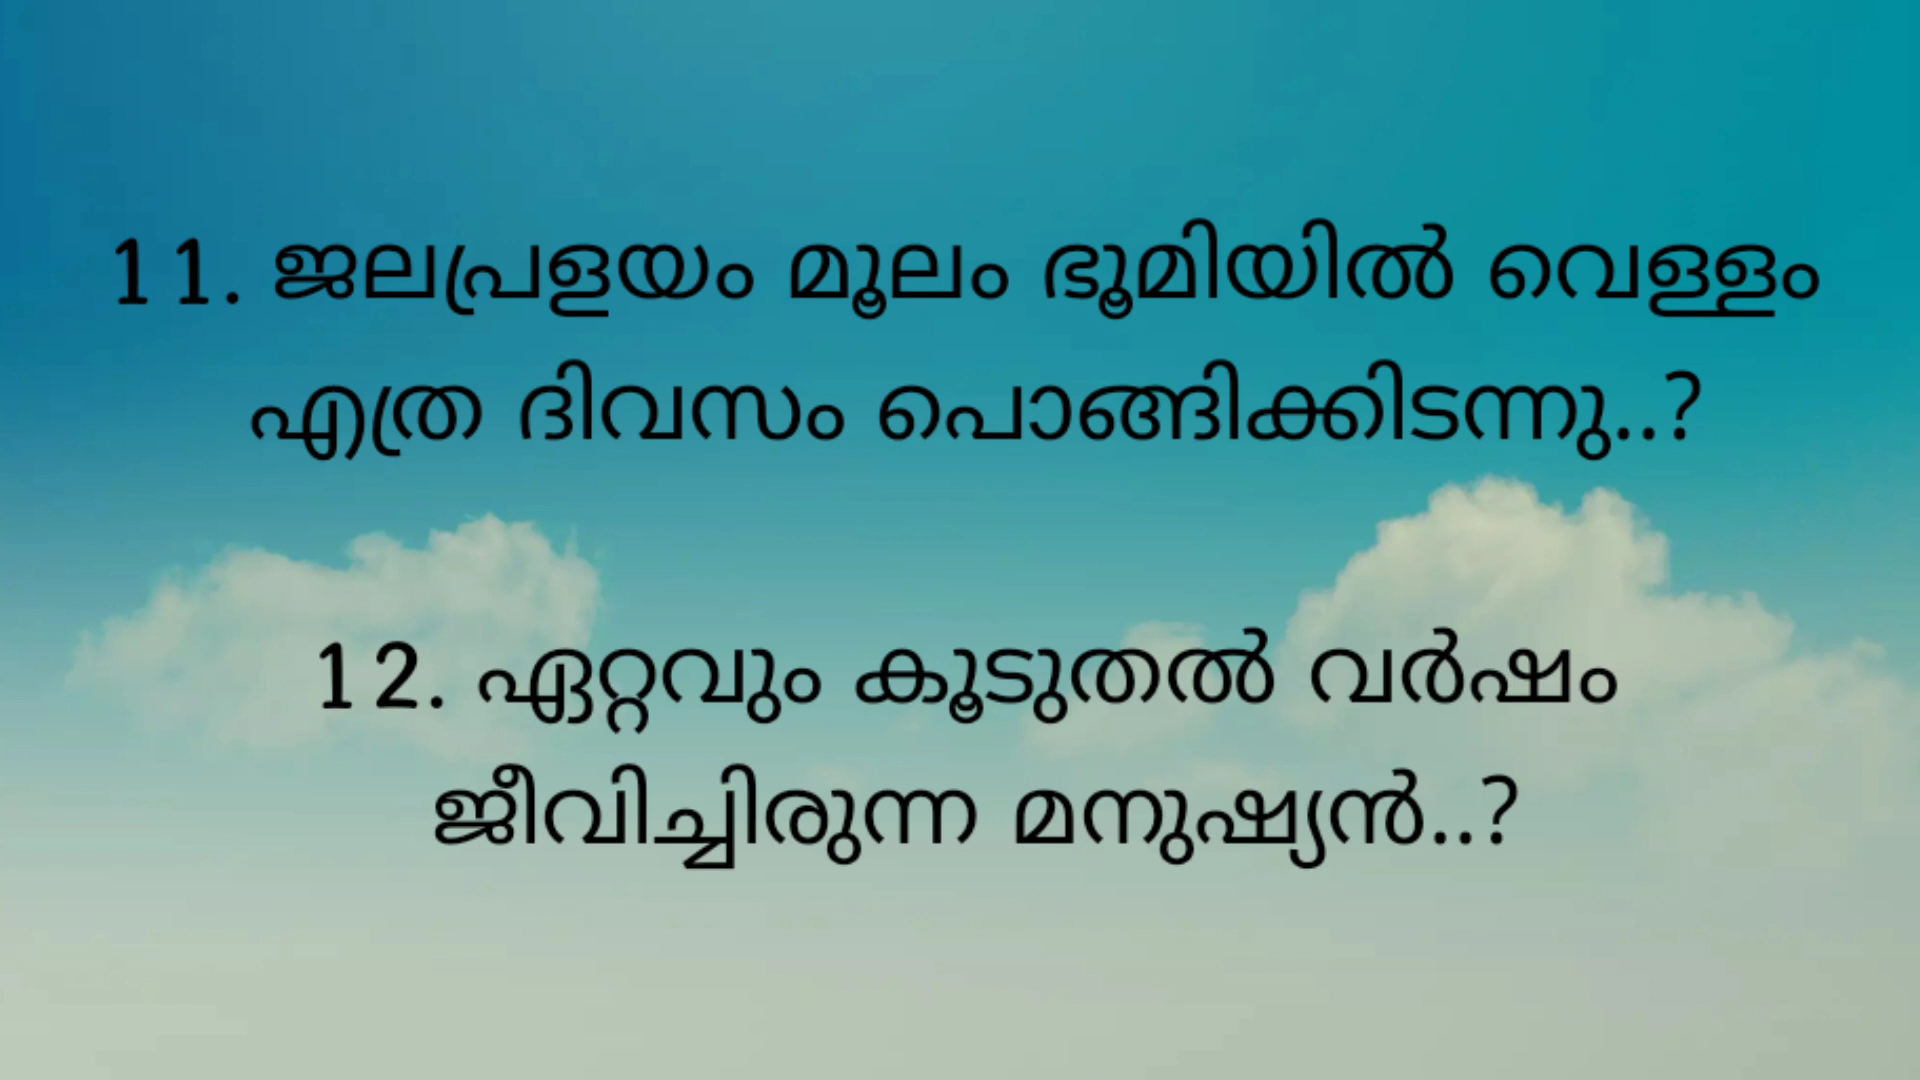 11. ജലപ്രളയം മൂലം ഭൂമിയിൽ വെള്ളം
എത്ര ദിവസം പൊങ്ങിക്കിടന്നു..?
12. ഏറ്റവും കൂടുതൽ വർഷം
ജീവിച്ചിരുന്ന മനുഷ്യൻ..?